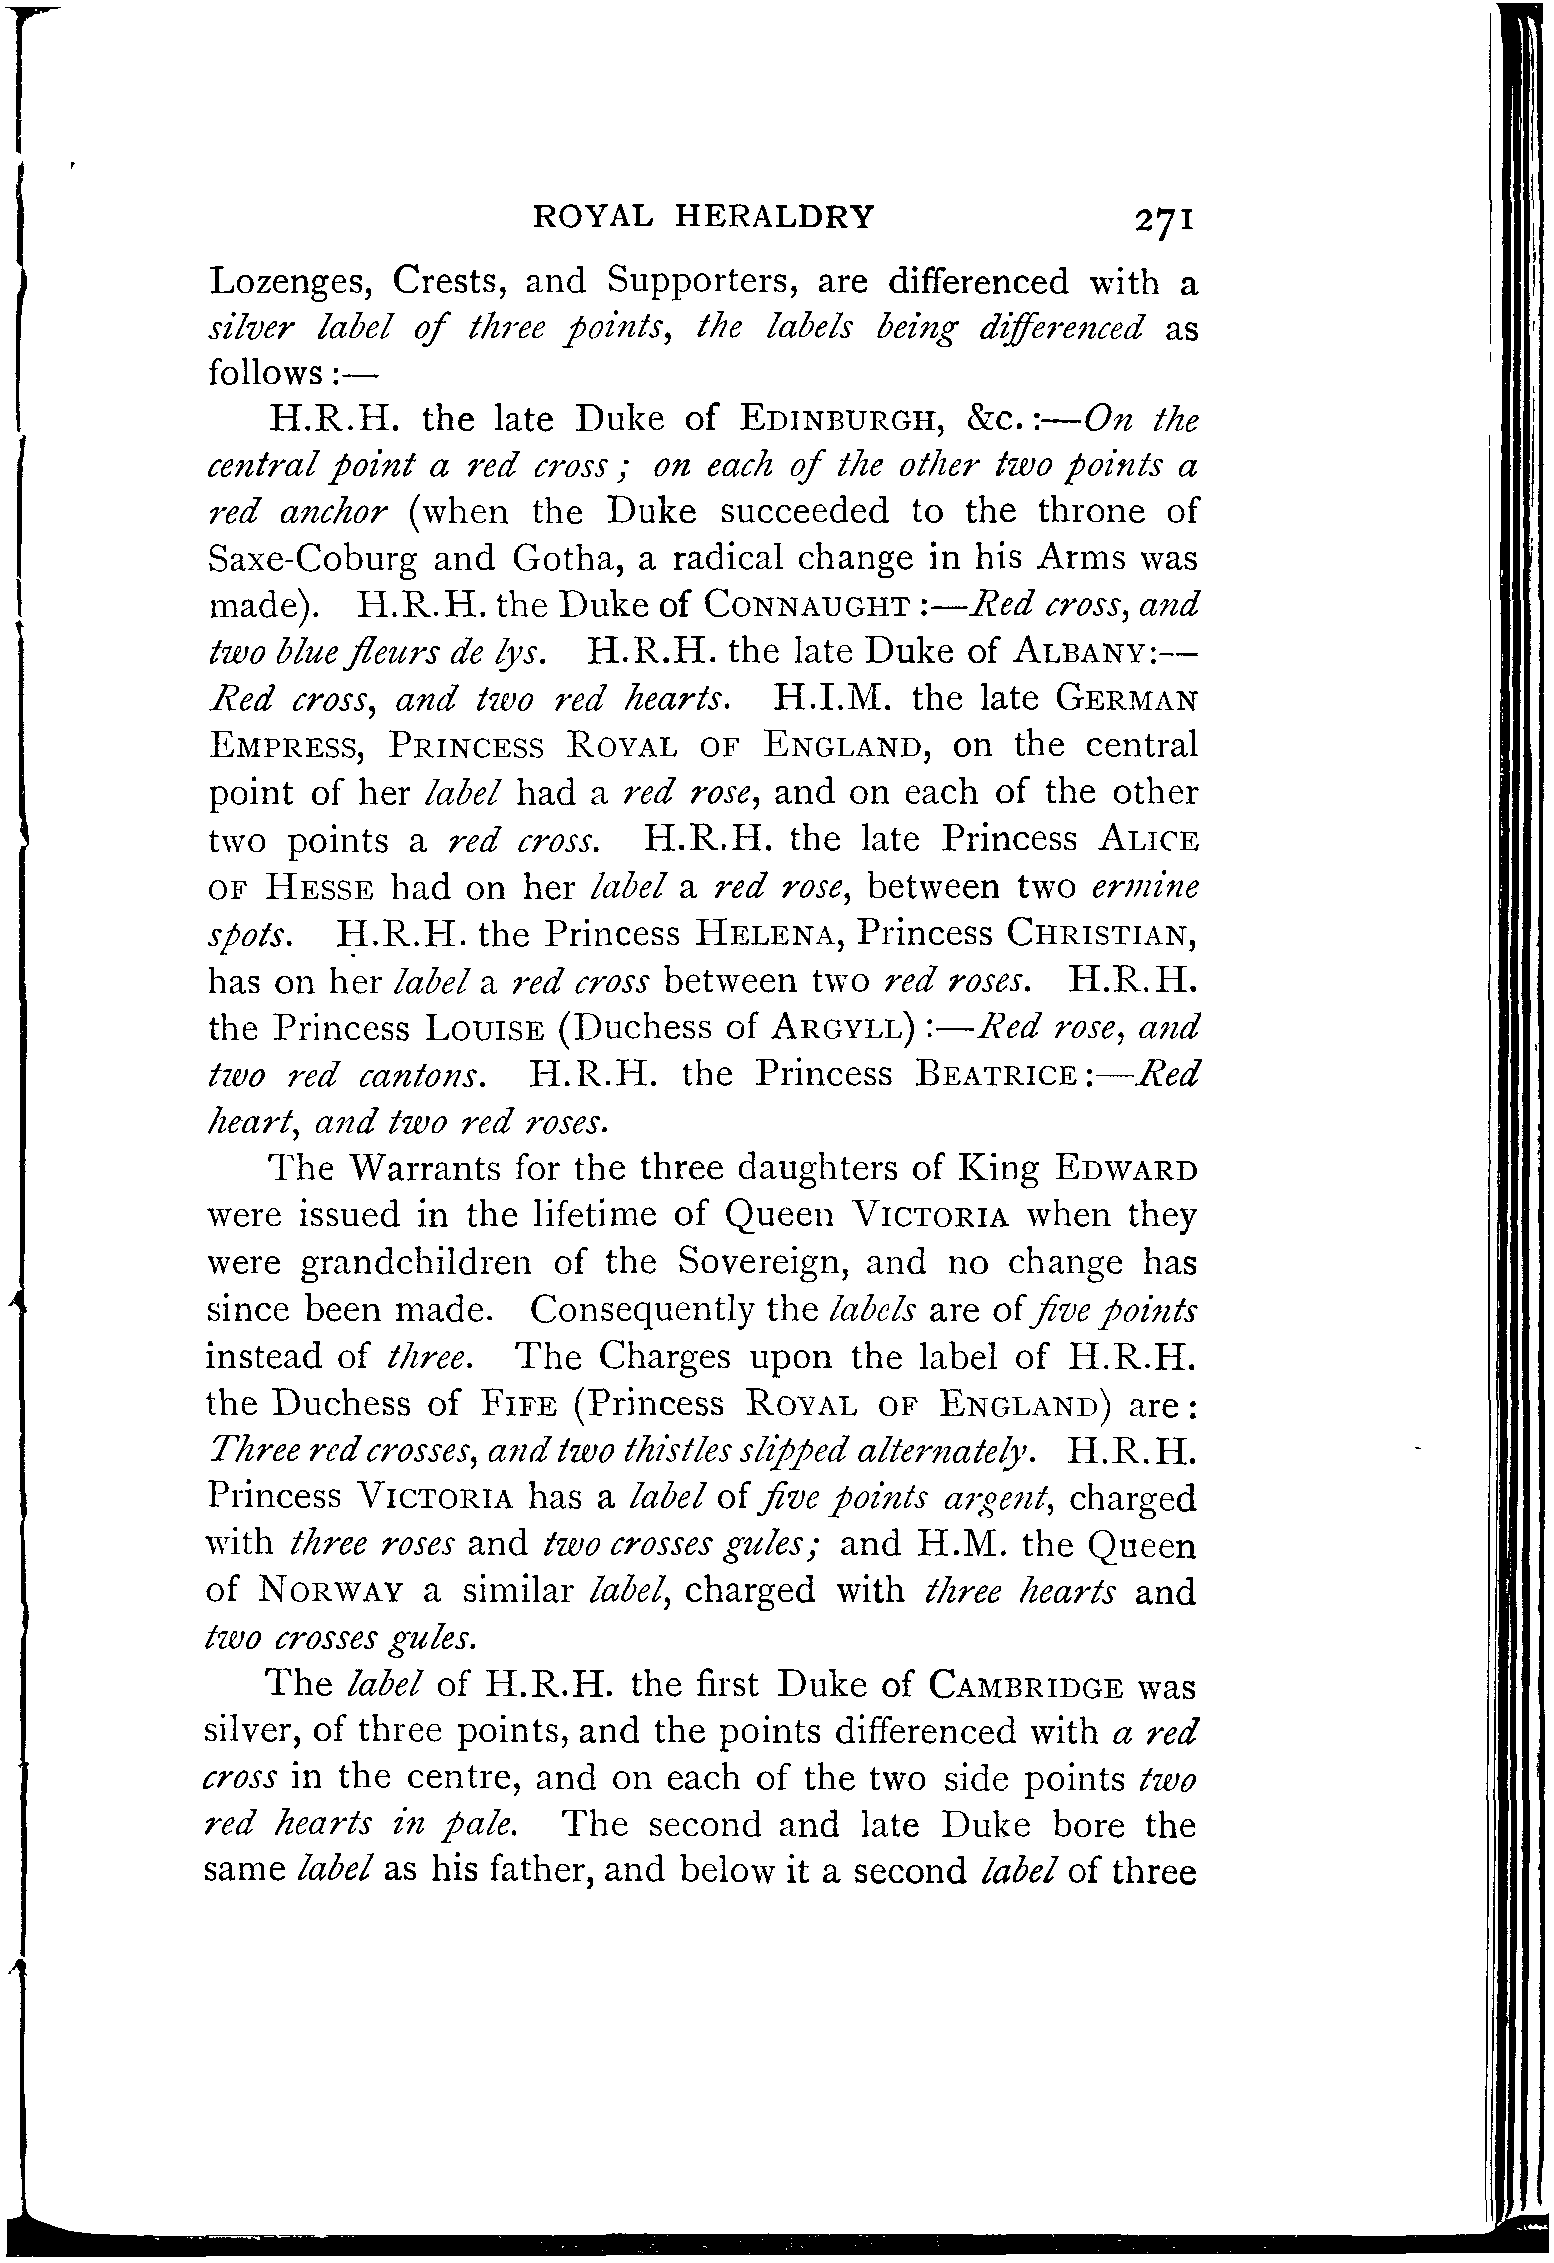 ROYAL HERALDRY 271
Lozenges, Crests, and Supporters, are differenced with a
silver label of three points, the labels being differenced as
follows :—
H.R.H. the late Duke of EDINBURGH, &c. :—On the
central point a red cross ; on each of the other two points a
red anchor (when the Duke succeeded to the throne of
Saxe-Coburg and Gotha, a radical change in his Arms was
made). H.R.H. the Duke of CONNAUGHT :—Red cross, and
two blue fleurs de lys. H.R.H. the late Duke of ALBANY:—
Red cross, and two red hearts. H.I.M. the late GERMAN
EMPRESS, PRINCESS ROYAL OF ENGLAND, on the central
point of her label had a red rose, and on each of the other
two points a red cross. H.R.H. the late Princess ALICE
OF HESSE had on her label a red rose, between two ermine
spots. H.R.H. the Princess HELENA, Princess CHRISTIAN,
has on her label a red cross between two red roses. H.R.H.
the Princess LOUISE (Duchess of ARGYLL) :—Red rose, and
two red cantons. H.R.H. the Princess BEATRICE :—Red
heart, and two red roses.
The Warrants for the three daughters of King EDWARD
were issued in the lifetime of Queen VICTORIA when they
were grandchildren of the Sovereign, and no change has
since been made. Consequently the labels are of five points
instead of three. The Charges upon the label of H.R.H.
the Duchess of FIFE (Princess ROYAL OF ENGLAND) are :
Three red crosses, and two thistles slipped alternately. H.R.H.
Princess VICTORIA has a label of five points argent, charged
with three roses and two crosses gules; and H.M. the Queen
of NORWAY a similar label, charged with three hearts and
two crosses gules.
The label of H.R.H. the first Duke of CAMBRIDGE was
silver, of three points, and the points differenced with a red
cross in the centre, and on each of the two side points two
red hearts in pale. The second and late Duke bore the
same label as his father, and below it a second label of three